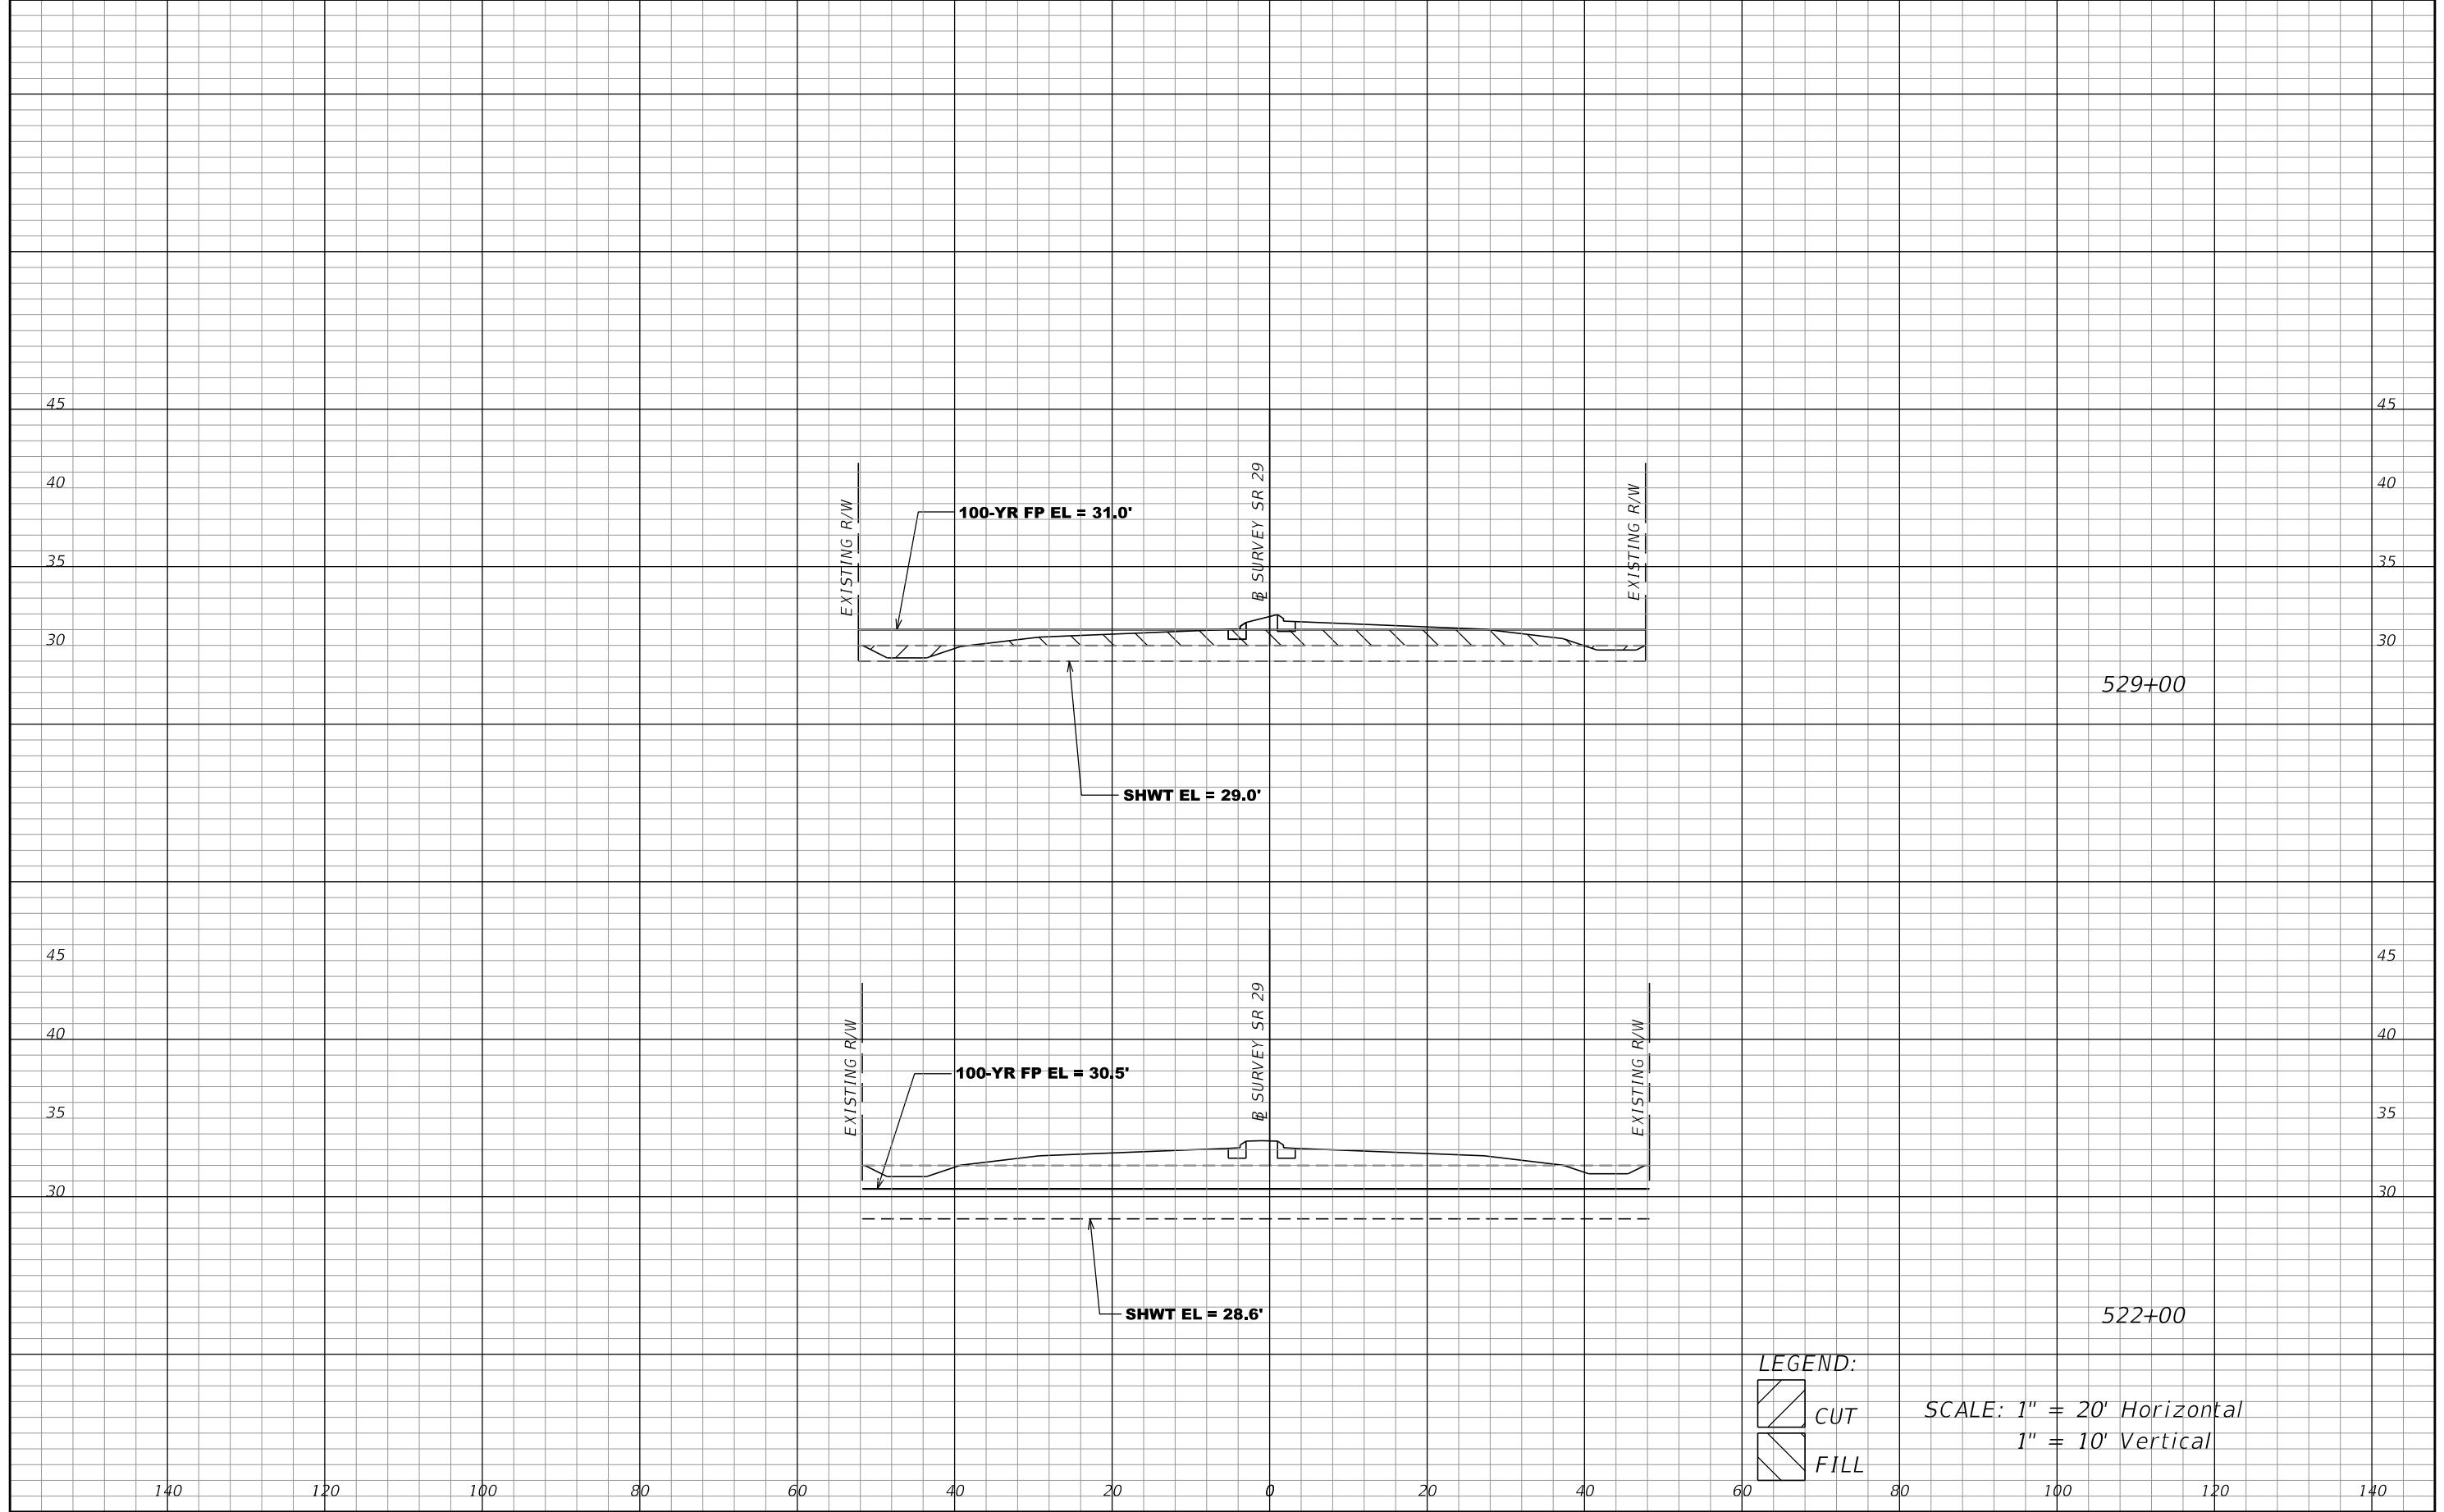 45 45
EXISTING R/W
100-YR FP EL = 31.0'
B SURVEY SR 29
EXISTING R/W
40 40
35 35
30 30
529+00
SHWT EL = 29.0'
45 45
EXISTING R/W
100-YR FP EL = 30.5'
B SURVEY SR 29
EXISTING R/W
40 40
35 35
30 30
SHWT EL = 28.6'
522+00
LEGEND:
CUT
FILL
SCALE: 1" = 20' Horizontal
1" = 10' Vertical
140 120 100 80 60 40 20 0 20 40 60 80 100 120 140